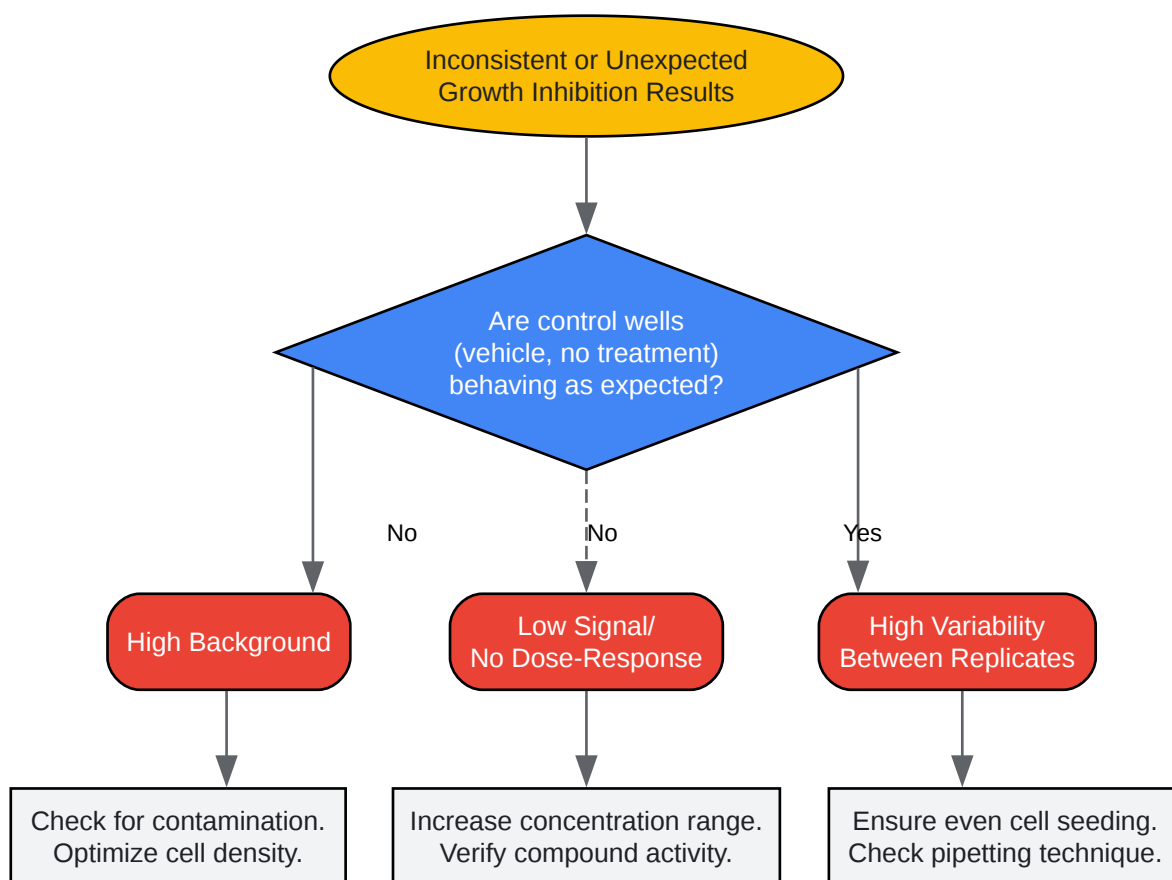 Inconsistent or Unexpected
Growth Inhibition Results
Are control wells
(vehicle, no treatment)
behaving as expected?
No
No
Yes
High Background
Low Signal/
No Dose-Response
High Variability
Between Replicates
Check for contamination.
Optimize cell density.
Increase concentration range.
Verify compound activity.
Ensure even cell seeding.
Check pipetting technique.